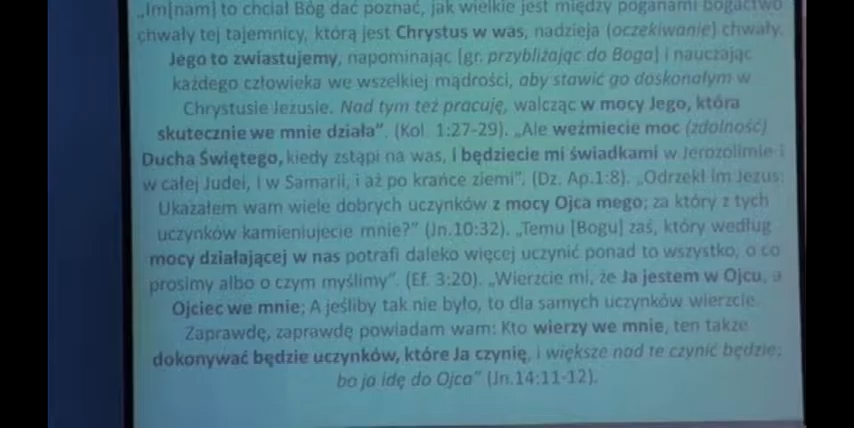 „Im[nam] to chciał Bóg dać poznać, jak wielkie jest między poganami bogactwo
chwały tej tajemnicy, którą jest Chrystus w was, nadzieja (oczekiwanie) chwały.
Jego to zwiastujemy, napominając [gr. przybliżając do Boga] i nauczając
każdego człowieka we wszelkiej mądrości, aby stawić go doskonałym w
Chrystusie Jezusie. Nad tym też pracuję, walcząc w mocy Jego, która
skutecznie we mnie działa”. (Kol. 1:27-29). „Ale weźmiecie moc (zdolność)
Ducha Świętego, kiedy zstąpi na was, i będziecie mi świadkami w Jerozolimie i
w całej Judei, i w Samarii, i aż po krańce ziemi”. (Dz. Ap.1:8). „Odrzekł im Jezus:
Ukazałem wam wiele dobrych uczynków z mocy Ojca mego; za który z tych
uczynków kamieniujecie mnie?” (Jn.10:32). „Temu [Bogu] zaś, który według
mocy działającej w nas potrafi daleko więcej uczynić ponad to wszystko, o co
prosimy albo o czym myślimy”. (Ef. 3:20). „Wierzcie mi, że Ja jestem w Ojcu, a
Ojciec we mnie; A jeśliby tak nie było, to dla samych uczynków wierzcie.
Zaprawdę, zaprawdę powiadam wam: Kto wierzy we mnie, ten także
dokonywać będzie uczynków, które Ja czynię, i większe nad te czynić będzie;
bo ja idę do Ojca” (Jn.14:11-12).